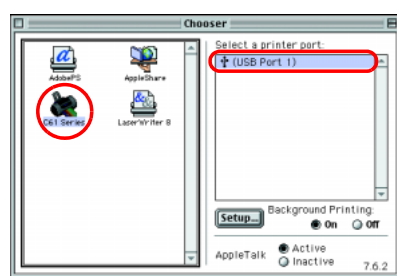 Chooser
AdobePS
AppleShare
C61 Series
LaserWriter 8
Select a printer port:
(USB Port 1)
Setup...
Background Printing:
On
Off
AppleTalk
Active
Inactive
7.6.2